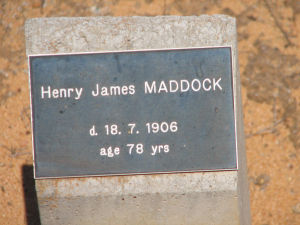 Henry James MADDOCK
d. 18. 7. 1906
age 78 yrs